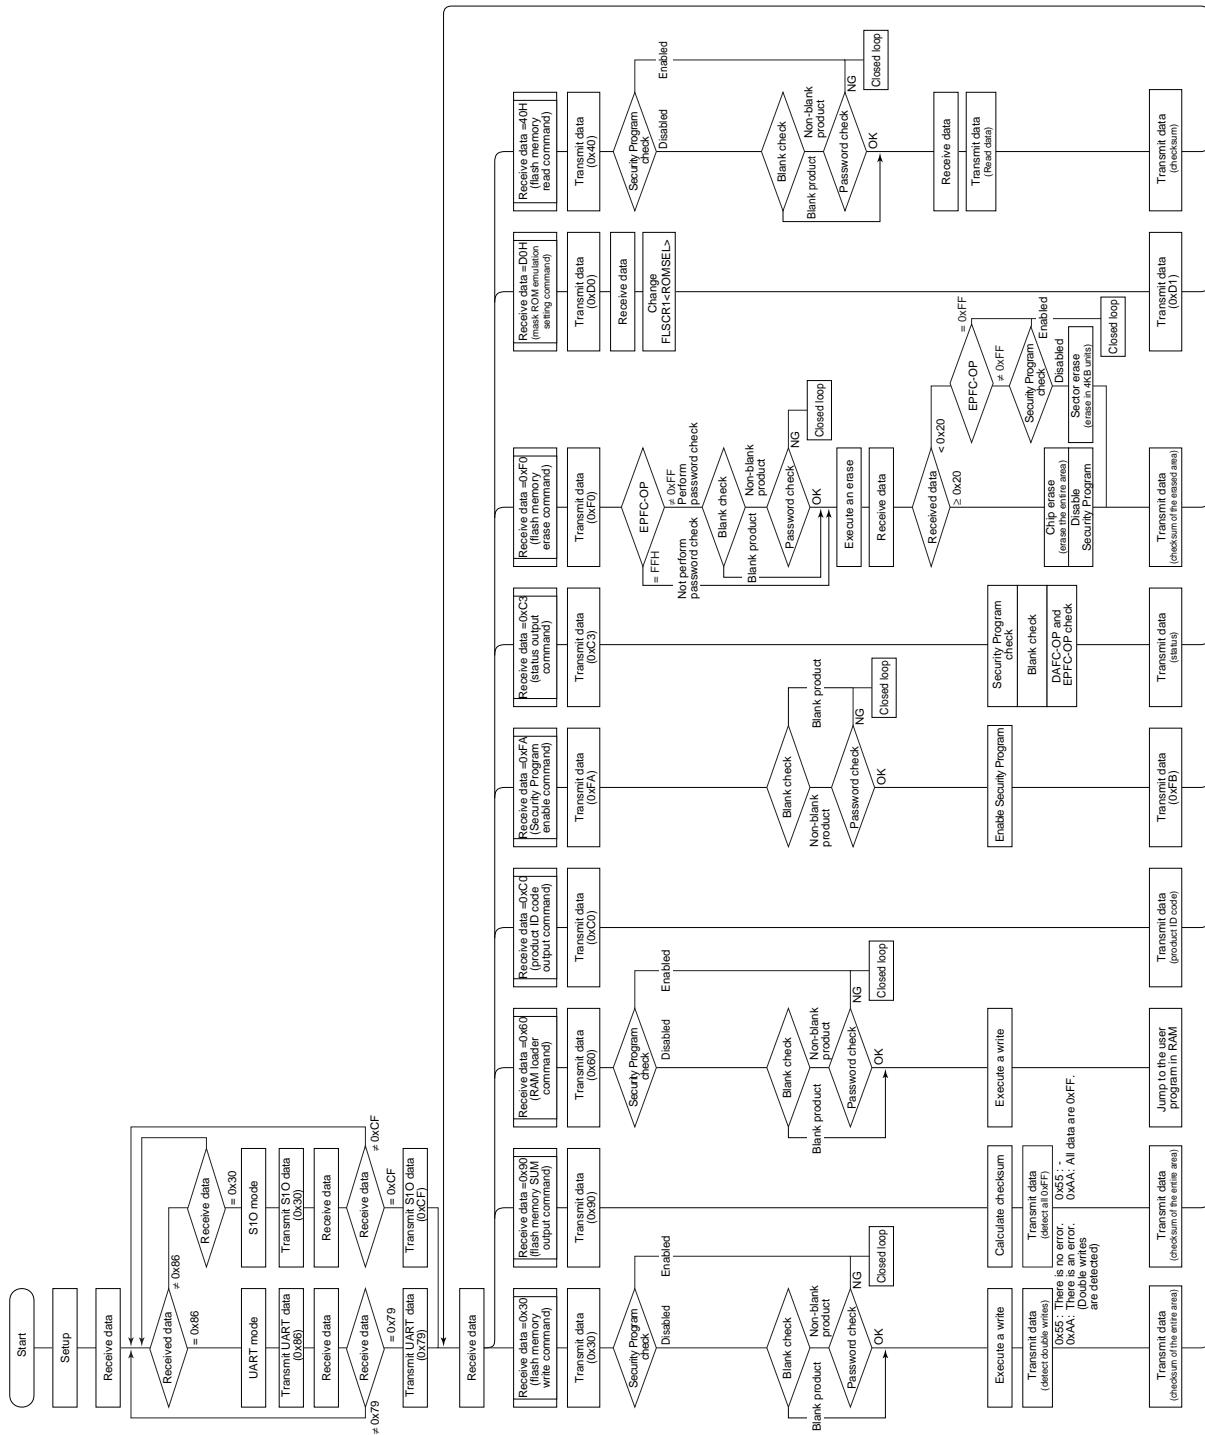 Start
Setup
Receive data
Received data
≠ 0x86
= 0x86
Receive data
= 0x30
UART mode
Transmit UART data
(0x86)
Receive data
Receive data
≠ 0x79
= 0x79
Transmit UART data
(0x79)
S1O mode
Transmit S1O data
(0x30)
Receive data
Receive data
≠ 0xCF
= 0xCF
Transmit S1O data
(0xCF)
Receive data
Receive data =0x30
(flash memory
write command)
Transmit data
(0x30)
Security Program
check
Enabled
Disabled
Blank check
Blank product
Non-blank
product
Password check
NG
OK
Closed loop
Execute a write
Transmit data
(detect double writes)
0x55 : There is no error.
0xAA: There is an error.
(Double writes
are detected)
Transmit data
(checksum of the entire area)
Receive data =0x90
(flash memory SUM
output command)
Transmit data
(0x90)
Calculate checksum
Transmit data
(detect all 0xFF)
0x55 : -
0xAA: All data are 0xFF.
Transmit data
(checksum of the entire area)
Receive data =0x60
(RAM loader
command)
Transmit data
(0x60)
Security Program
check
Enabled
Disabled
Blank check
Blank product
Non-blank
product
Password check
NG
OK
Closed loop
Execute a write
Jump to the user
program in RAM
Receive data =0xC0
(product ID code
output command)
Transmit data
(0xC0)
Transmit data
(product ID code)
Receive data =0xFA
(Security Program
enable command)
Transmit data
(0xFA)
Blank check
Blank product
Non-blank
product
Password check
NG
OK
Closed loop
Enable Security Program
Transmit data
(0xFB)
Receive data =0xC3
(status output
command)
Transmit data
(0xC3)
Security Program
check
Blank check
DAFC-OP and
EPFC-OP check
Transmit data
(status)
Receive data =0xF0
(flash memory
erase command)
Transmit data
(0xF0)
EPFC-OP
= FFH
Not perform
password check
≠ 0xFF
Perform
password check
Blank check
Blank product
Non-blank
product
Password check
NG
OK
Closed loop
Execute an erase
Receive data
Received data
< 0x20
≥ 0x20
EPFC-OP
= 0xFF
≠ 0xFF
Security Program
check
Enabled
Disabled
Closed loop
Chip erase
(erase the entire area)
Disable
Security Program
Sector erase
(erase in 4KB units)
Transmit data
(checksum of the erased area)
Receive data =D0H
(mask ROM emulation
setting command)
Transmit data
(0xD0)
Receive data
Change
FLSCR1<ROMSEL>
Transmit data
(0xD1)
Receive data =40H
(flash memory
read command)
Transmit data
(0x40)
Security Program
check
Enabled
Disabled
Blank check
Blank product
Non-blank
product
Password check
NG
OK
Closed loop
Receive data
Transmit data
(Read data)
Transmit data
(checksum)